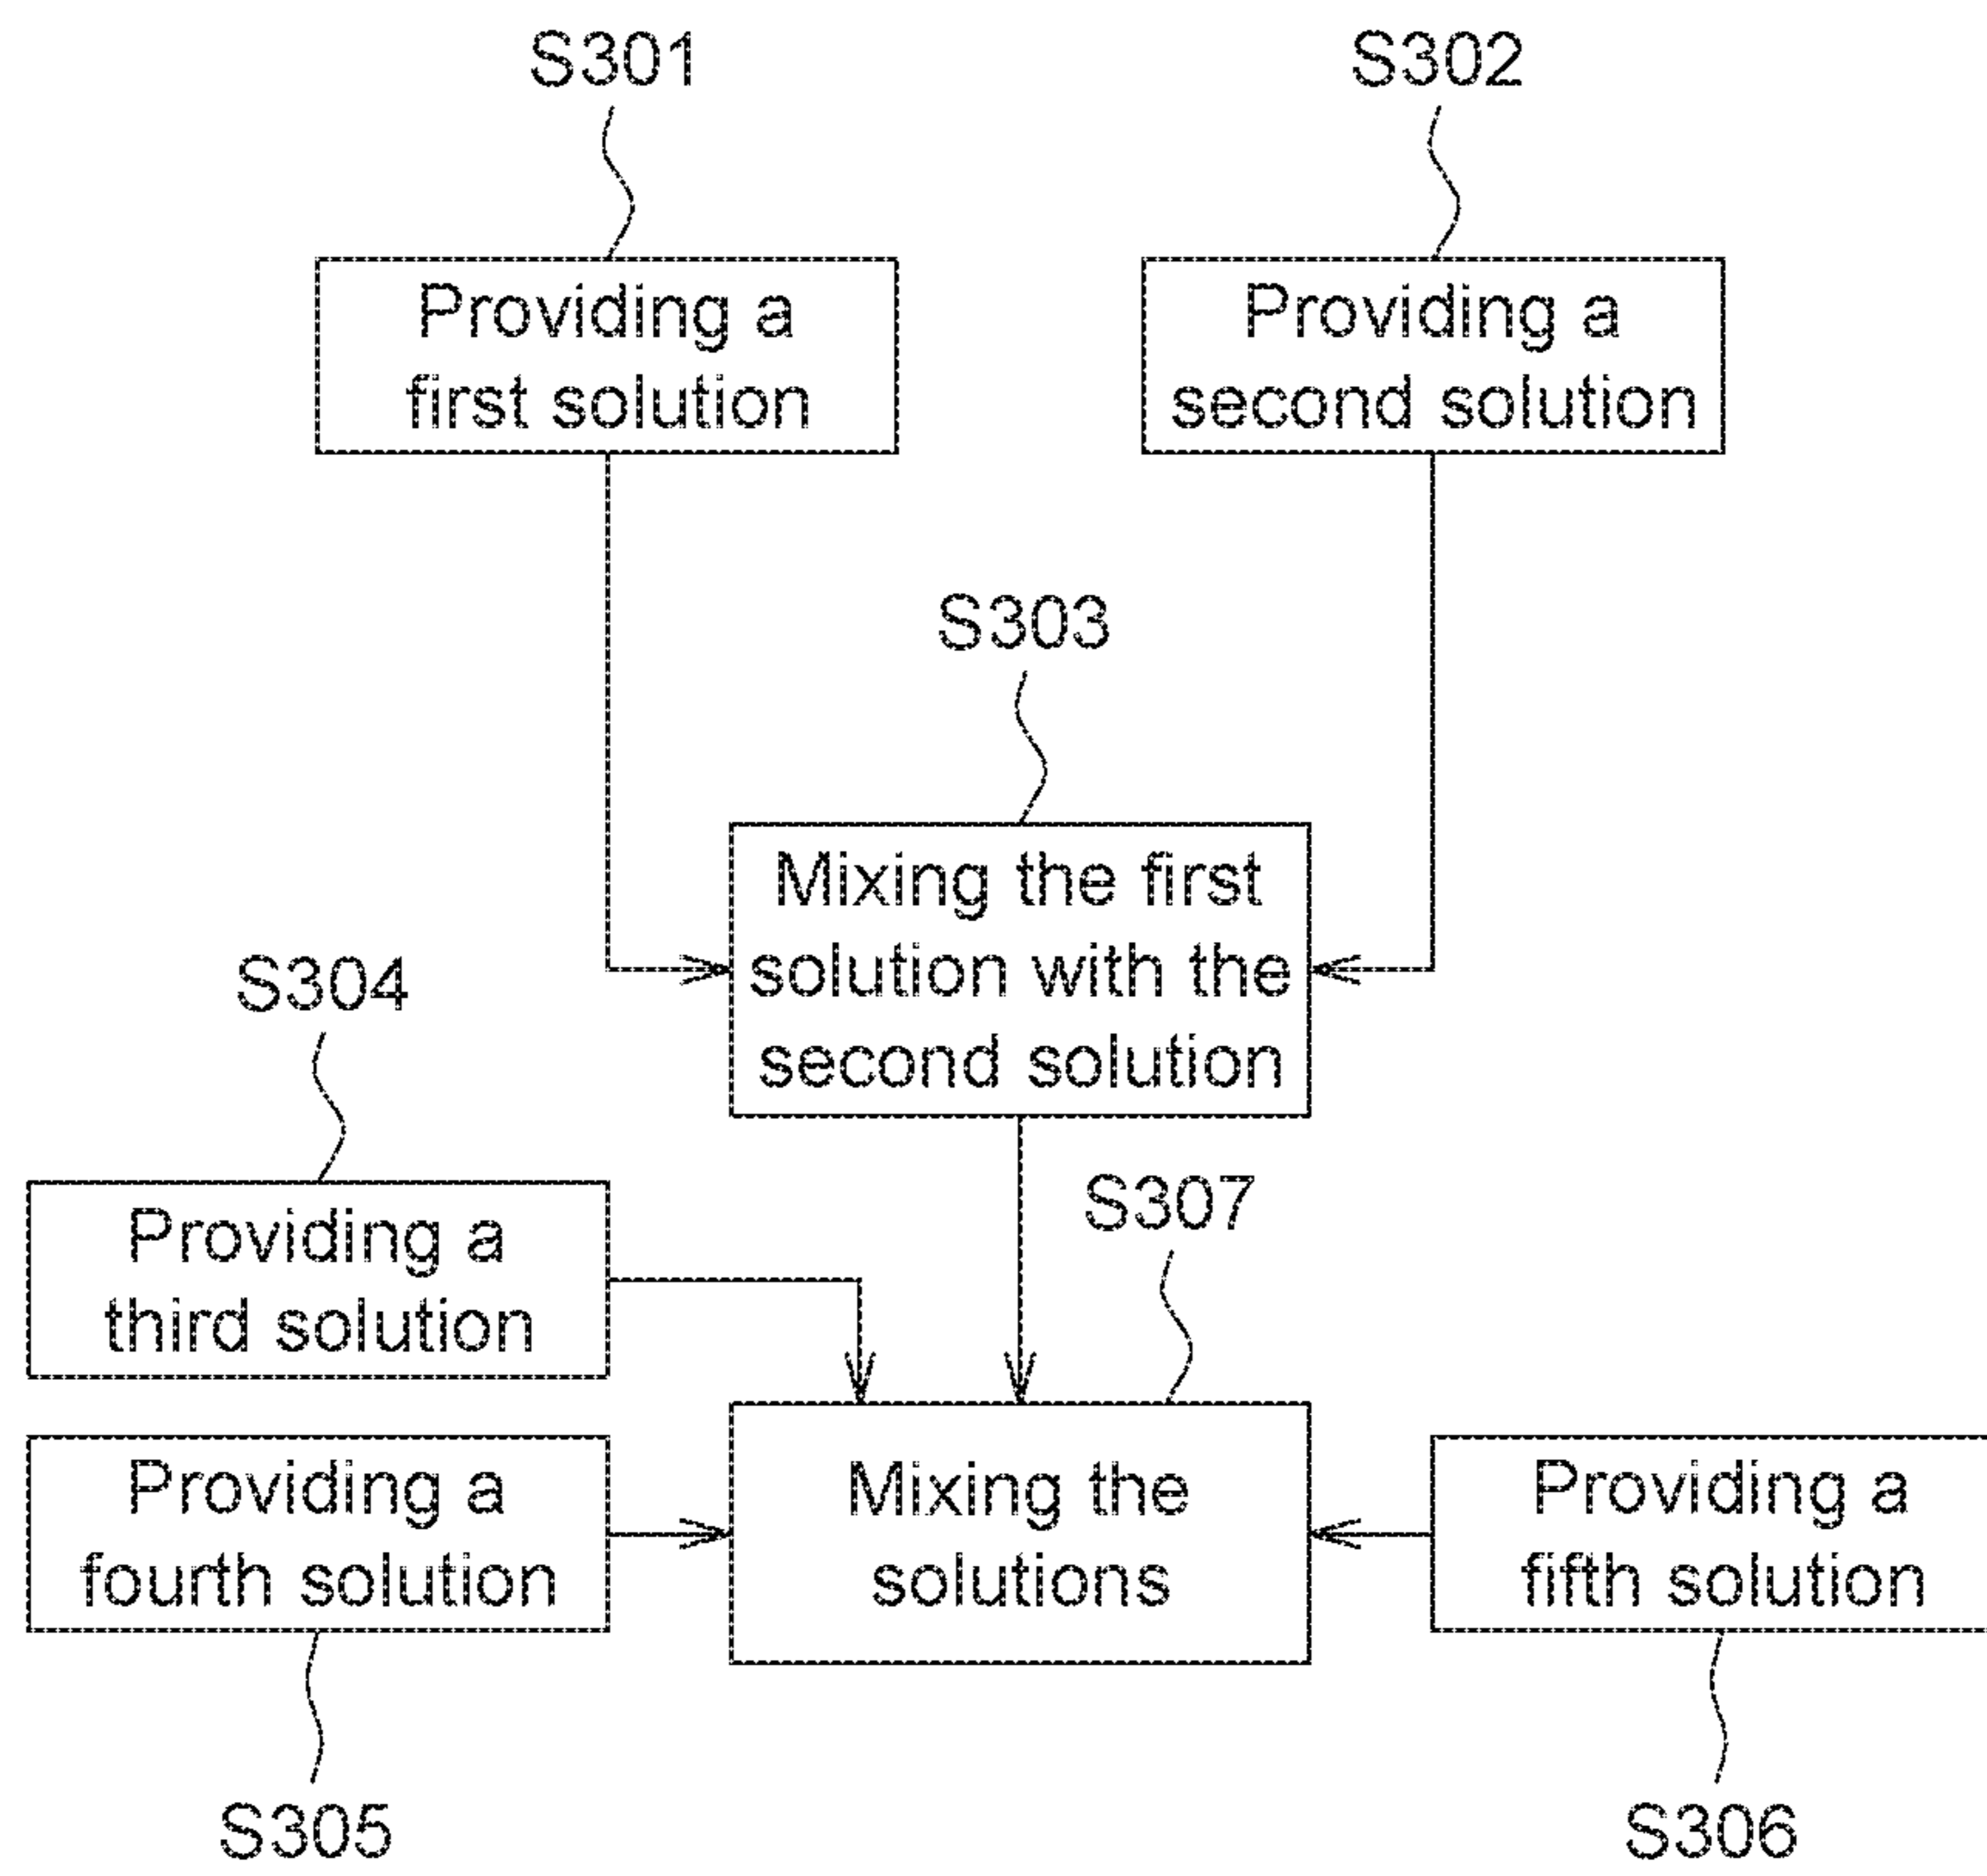 S301
S302
Providing a
first solution
Providing a
second solution
S303
Mixing the first
solution with the
second solution
S304
S307
Providing a
third solution
Providing a
fourth solution
Mixing the
solutions
Providing a
fifth solution
S305
S306